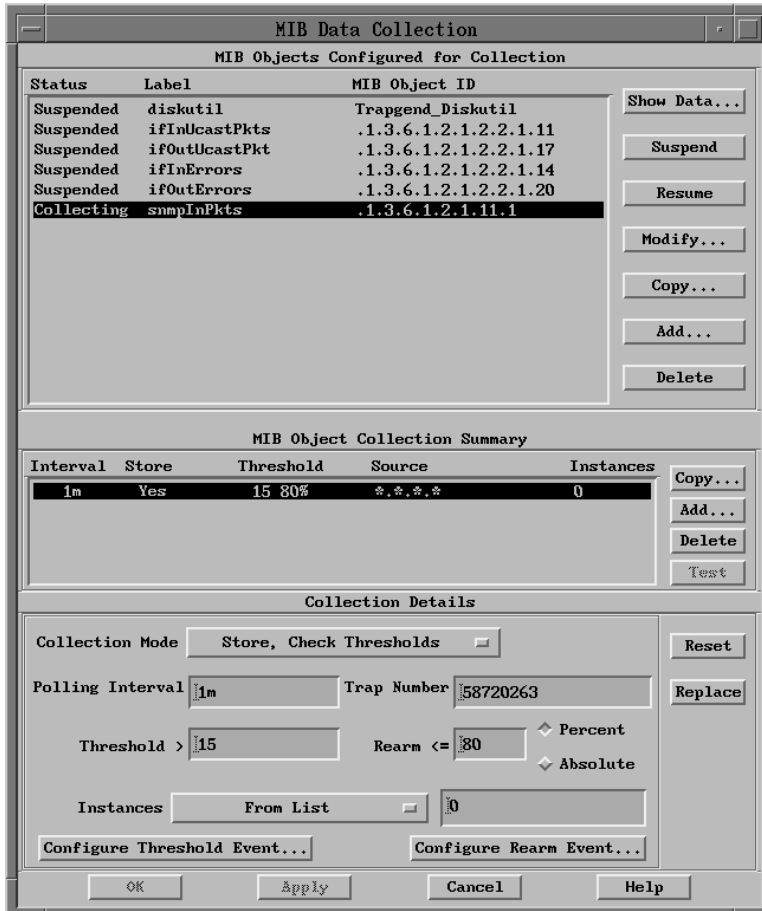 MIB Data Collection
MIB Objects Configured for Collection
Status Label MIB Object ID
Suspended diskutil Trapgend_Diskutil
Suspended ifInUcastPkts .1.3.6.1.2.1.2.2.1.11
Suspended ifOutUcastPkt .1.3.6.1.2.1.2.2.1.17
Suspended ifInErrors .1.3.6.1.2.1.2.2.1.14
Suspended ifOutErrors .1.3.6.1.2.1.2.2.1.20
Collecting snmpInPkts .1.3.6.1.2.1.11.1
Show Data...
Suspend
Resume
Modify...
Copy...
Add...
Delete
MIB Object Collection Summary
Interval Store Threshold Source Instances
1m Yes 15 80% *.*.*.* 0
Copy...
Add...
Delete
Test
Collection Details
Collection Mode Store, Check Thresholds
Reset
Polling Interval 1m Trap Number 58720263
Replace
Threshold > 15 Rearm <= 80 Percent
Absolute
Instances From List 0
Configure Threshold Event... Configure Rearm Event...
OK Apply Cancel Help